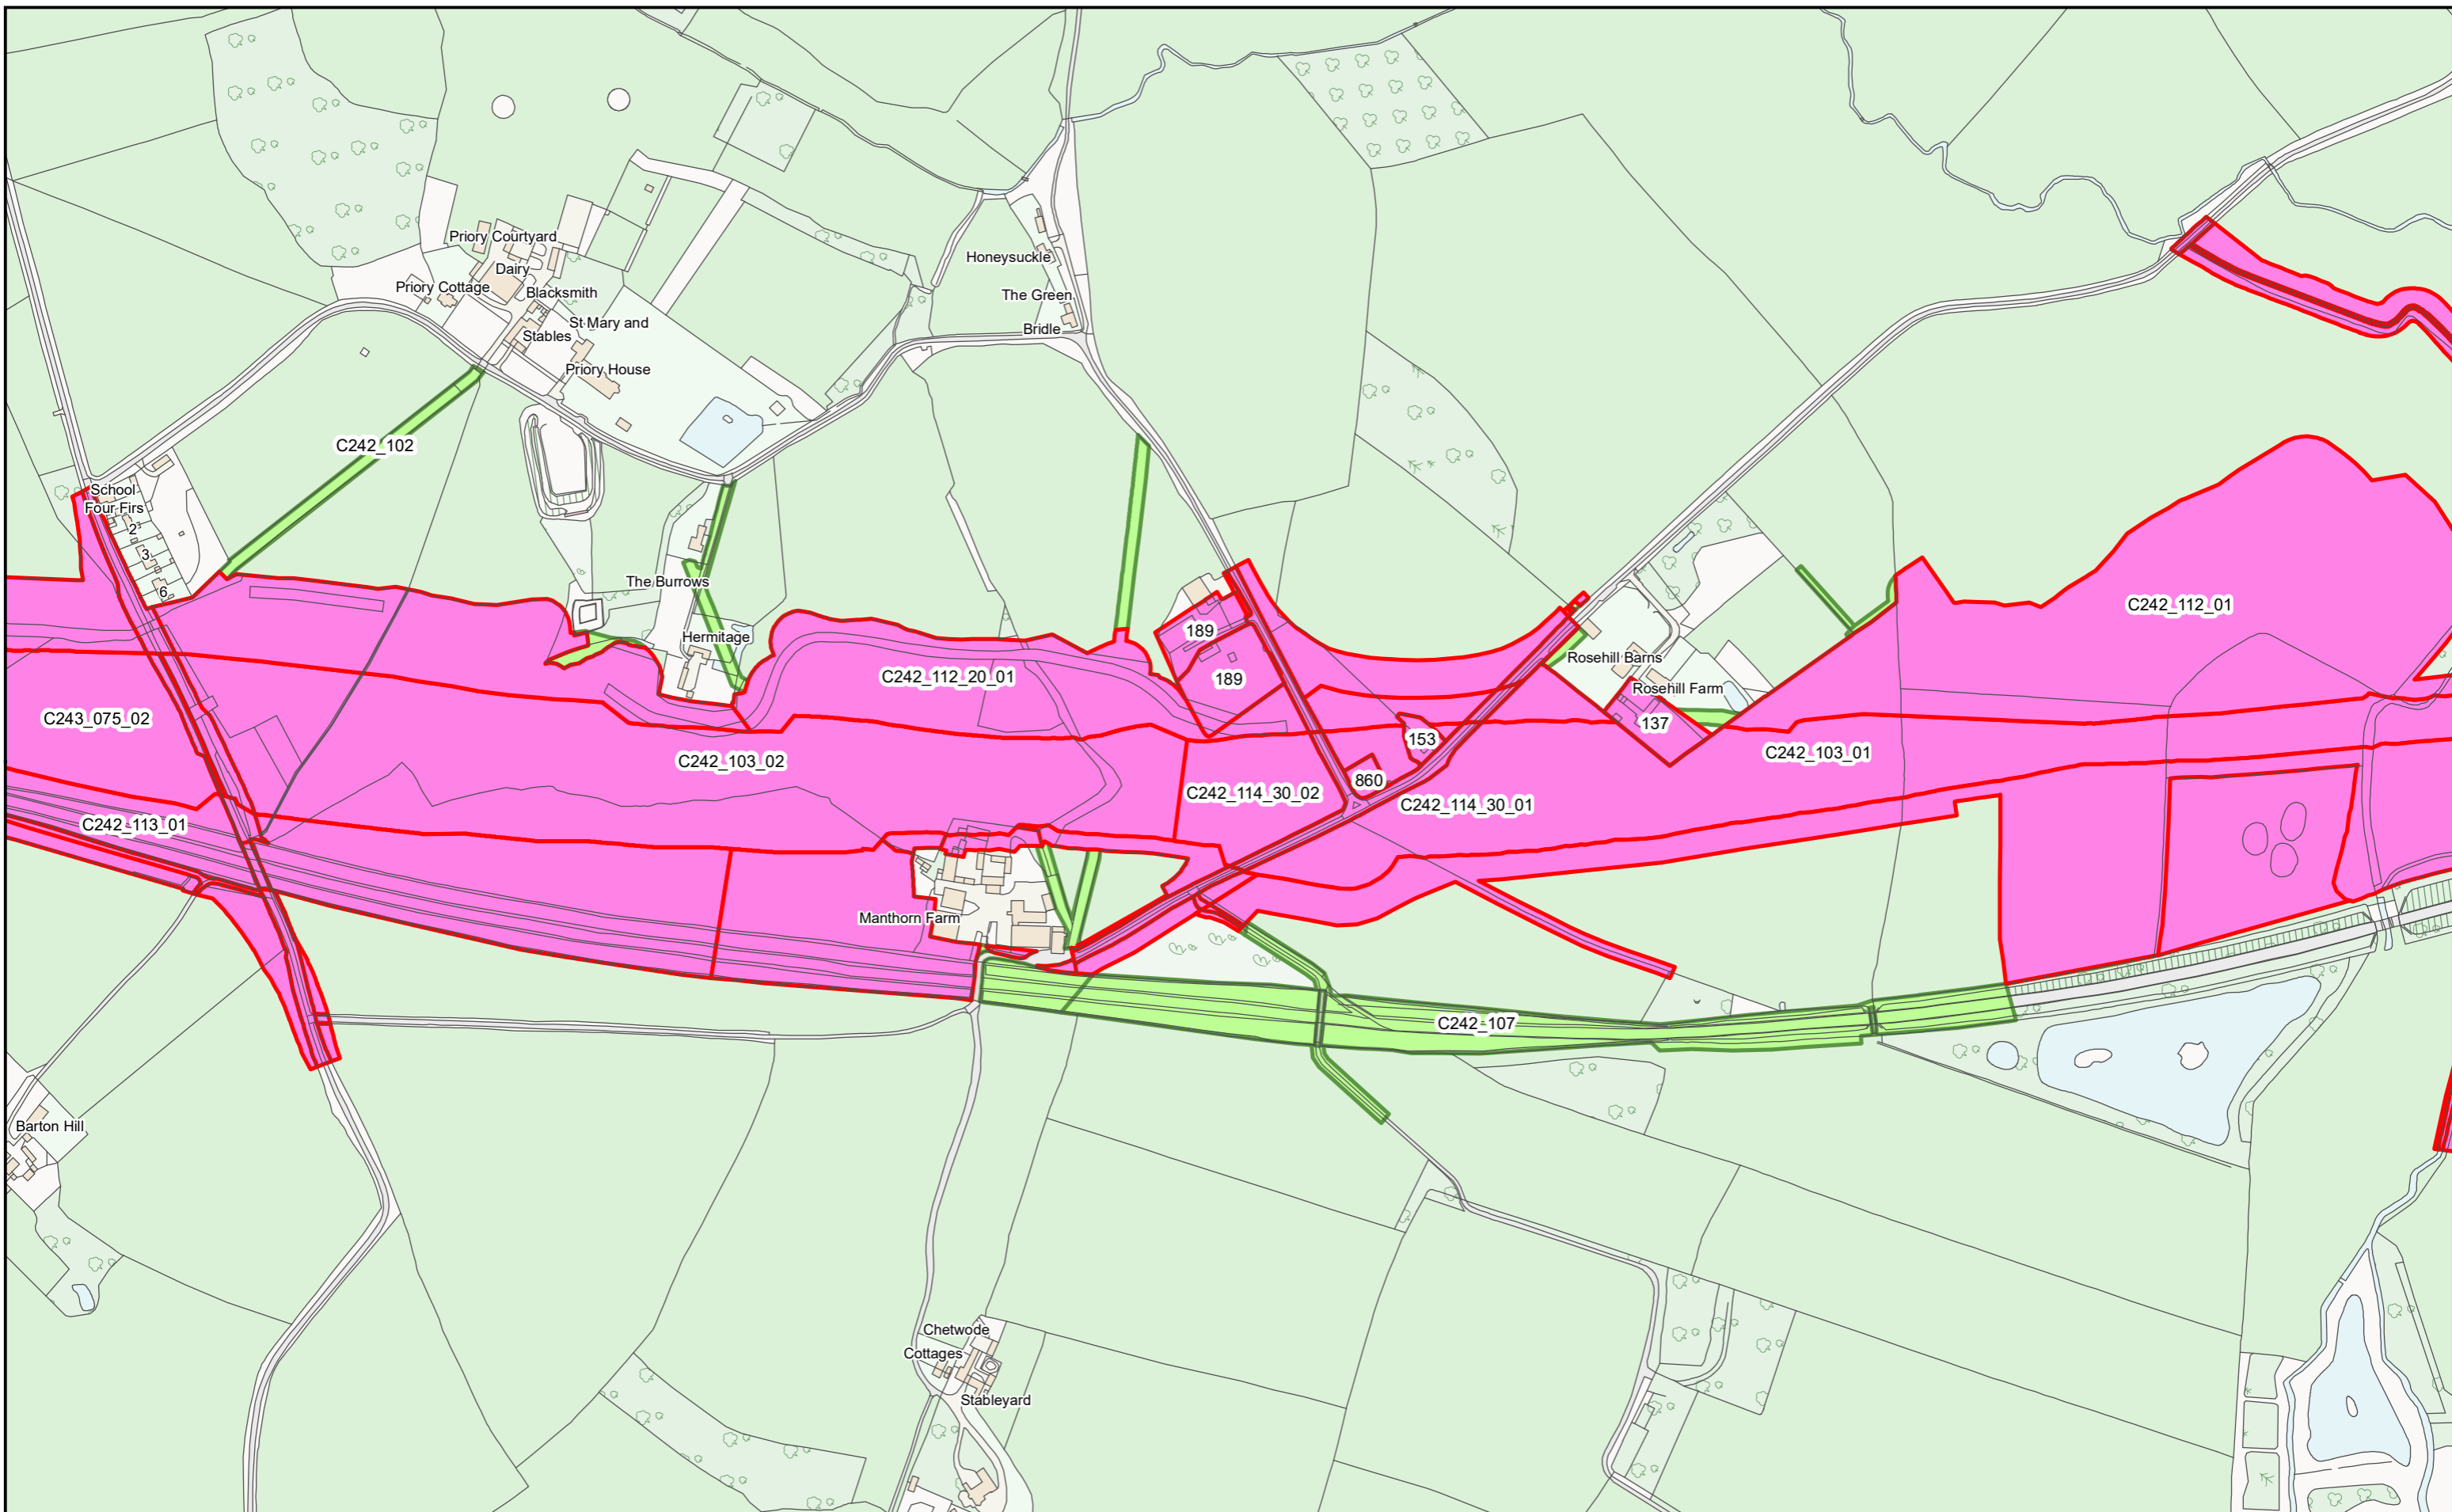 Priory Courtyard
Honeysuckle
Dairy
Priory Cottage
Blacksmith
The Green
St Mary and
Bridle
Stables
Priory House
C242_102
School
Four Firs
2
3
6
The Burrows
C242_112_01
189
Hermitage
Rosehill Barns
C242_112_20_01
189
Rosehill Farm
C243_075_02
137
153
C242_103_02
C242_103_01
860
C242_114_30_02
C242_114_30_01
C242_113_01
Manthorn Farm
C242_107
Barton Hill
Chetwode
Cottages
Stableyard